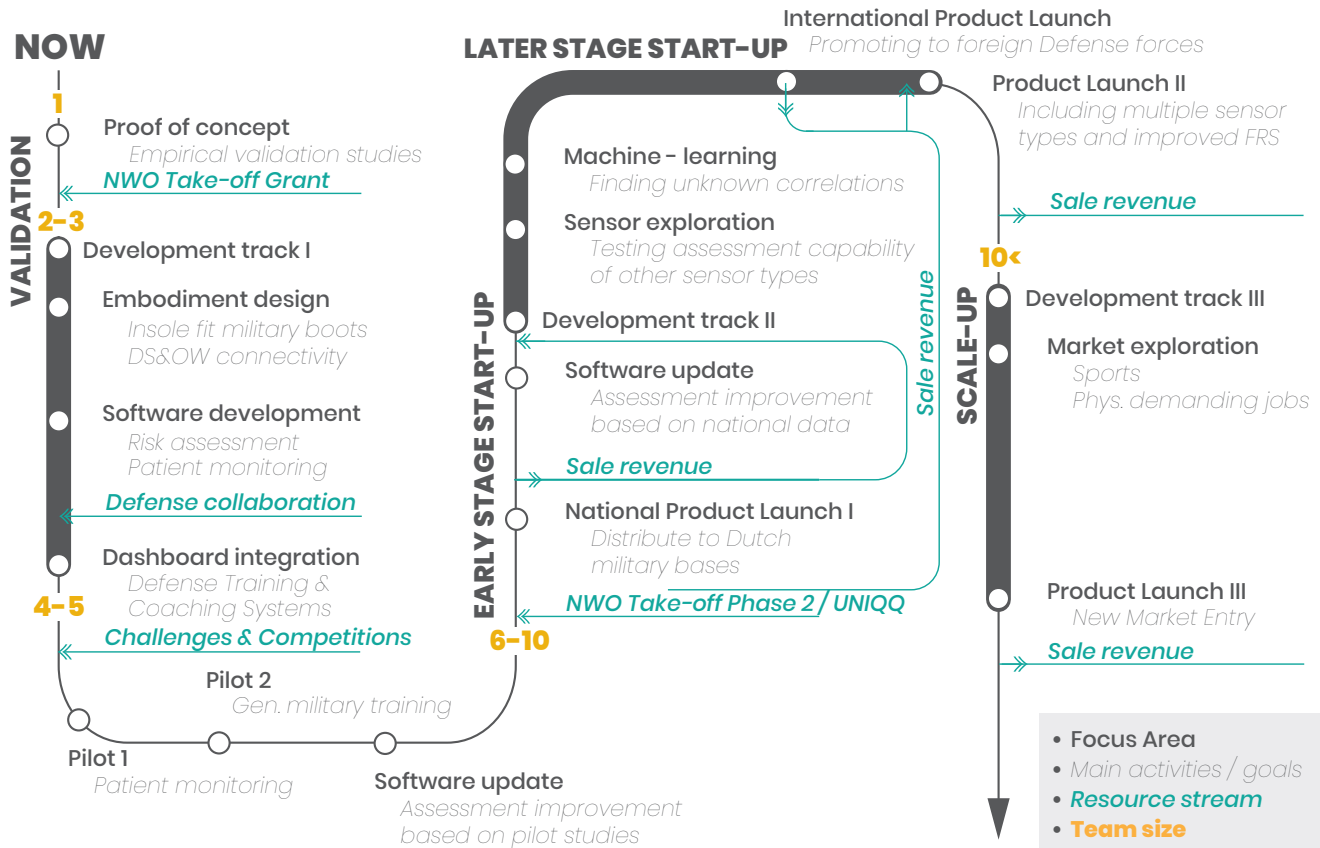 NOW
1
Proof of concept
Empirical validation studies
NWO Take-off Grant
VALIDATION
2-3
Development track I
Embodiment design
Insole fit military boots
DS&OW connectivity
Software development
Risk assessment
Patient monitoring
Defense collaboration
Dashboard integration
Defense Training &
Coaching Systems
4-5
Challenges & Competitions
Pilot 1
Patient monitoring
Pilot 2
Gen. military training
Software update
Assessment improvement
based on pilot studies
6-10
EARLY STAGE START-UP
NWO Take-off Phase 2 / UNIQQ
National Product Launch I
Distribute to Dutch
military bases
Sale revenue
Software update
Assessment improvement
based on national data
Development track II
Sensor exploration
Testing assessment capability
of other sensor types
Machine - learning
Finding unknown correlations
LATER STAGE START-UP
International Product Launch
Promoting to foreign Defense forces
Sale revenue
Product Launch II
Including multiple sensor
types and improved FRS
Sale revenue
10<
SCALE-UP
Development track III
Market exploration
Sports
Phys. demanding jobs
Product Launch III
New Market Entry
Sale revenue
• Focus Area
• Main activities / goals
• Resource stream
• Team size